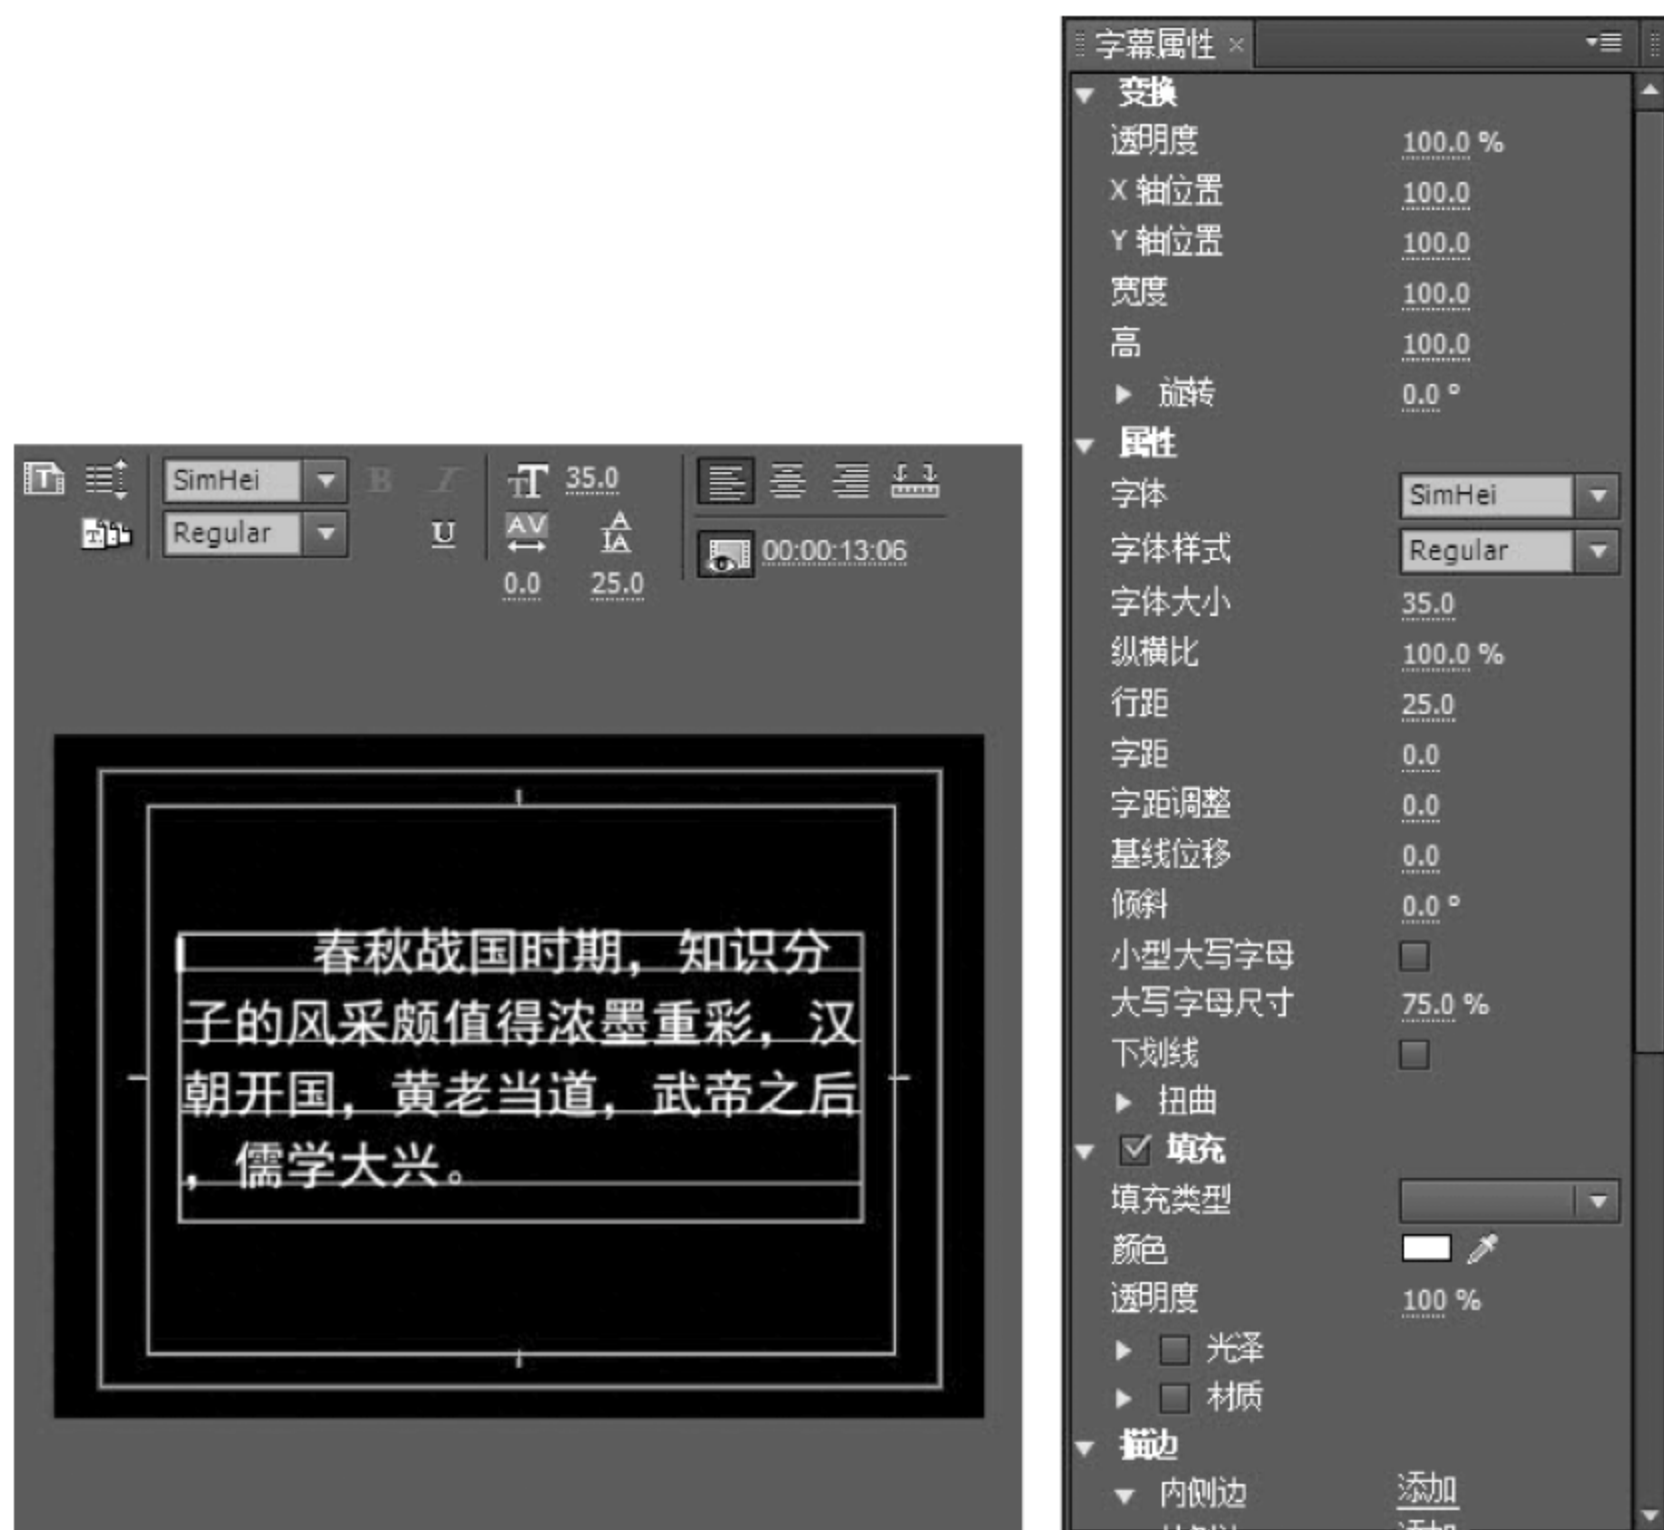 SimHei
35.0
Regular
0.0
25.0
00:00:13:06
春秋战国时期，知识分
子的风采颇值得浓墨重彩，汉
朝开国，黄老当道，武帝之后
，儒学大兴。
字幕属性
变换
透明度 100.0 %
X 轴位置 100.0
Y 轴位置 100.0
宽度 100.0
高 100.0
旋转 0.0 °
属性
字体 SimHei
字体样式 Regular
字体大小 35.0
纵横比 100.0 %
行距 25.0
字距 0.0
字距调整 0.0
基线位移 0.0
倾斜 0.0 °
小型大写字母
大写字母尺寸 75.0 %
下划线
扭曲
填充
填充类型
颜色
透明度 100 %
光泽
材质
描边
内侧边 添加